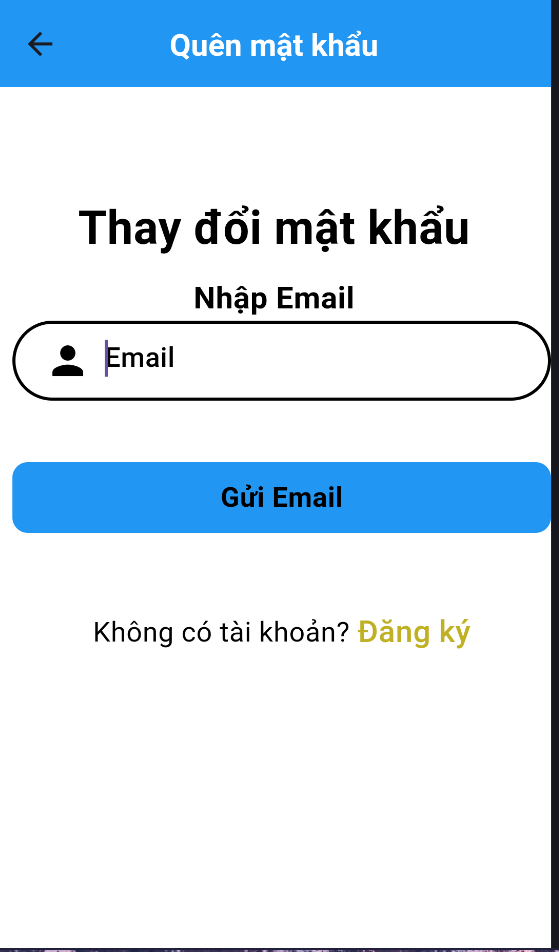 Quên mật khẩu
Thay đổi mật khẩu
Nhập Email
Email
Gửi Email
Không có tài khoản? Đăng ký